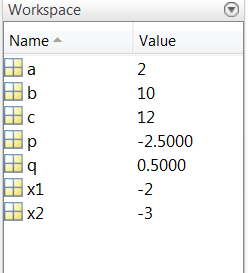 Workspace
Name Value
a 2
b 10
c 12
p -2.5000
q 0.5000
x1 -2
x2 -3